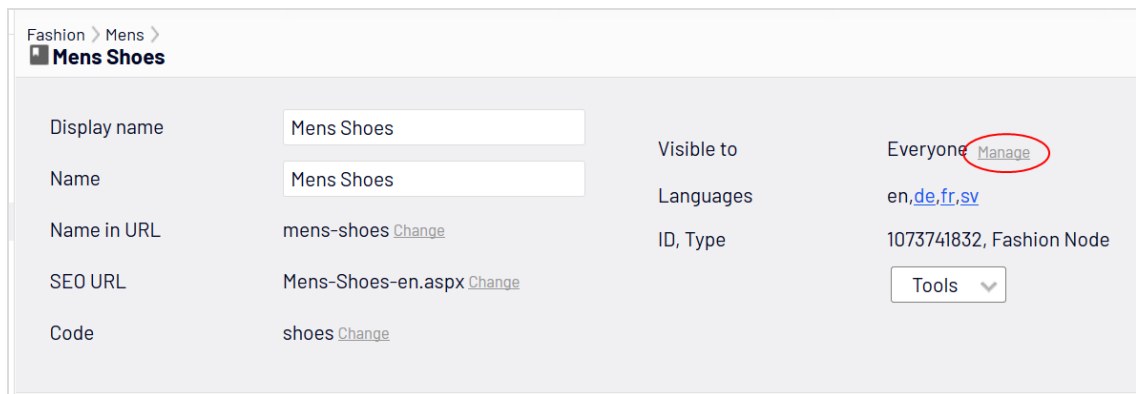 Fashion > Mens >
Mens Shoes
Display name Mens Shoes
Name Mens Shoes
Name in URL mens-shoes Change
SEO URL Mens-Shoes-en.aspx Change
Code shoes Change
Visible to Everyone Manage
Languages en,de,fr,sv
ID, Type 1073741832, Fashion Node
Tools